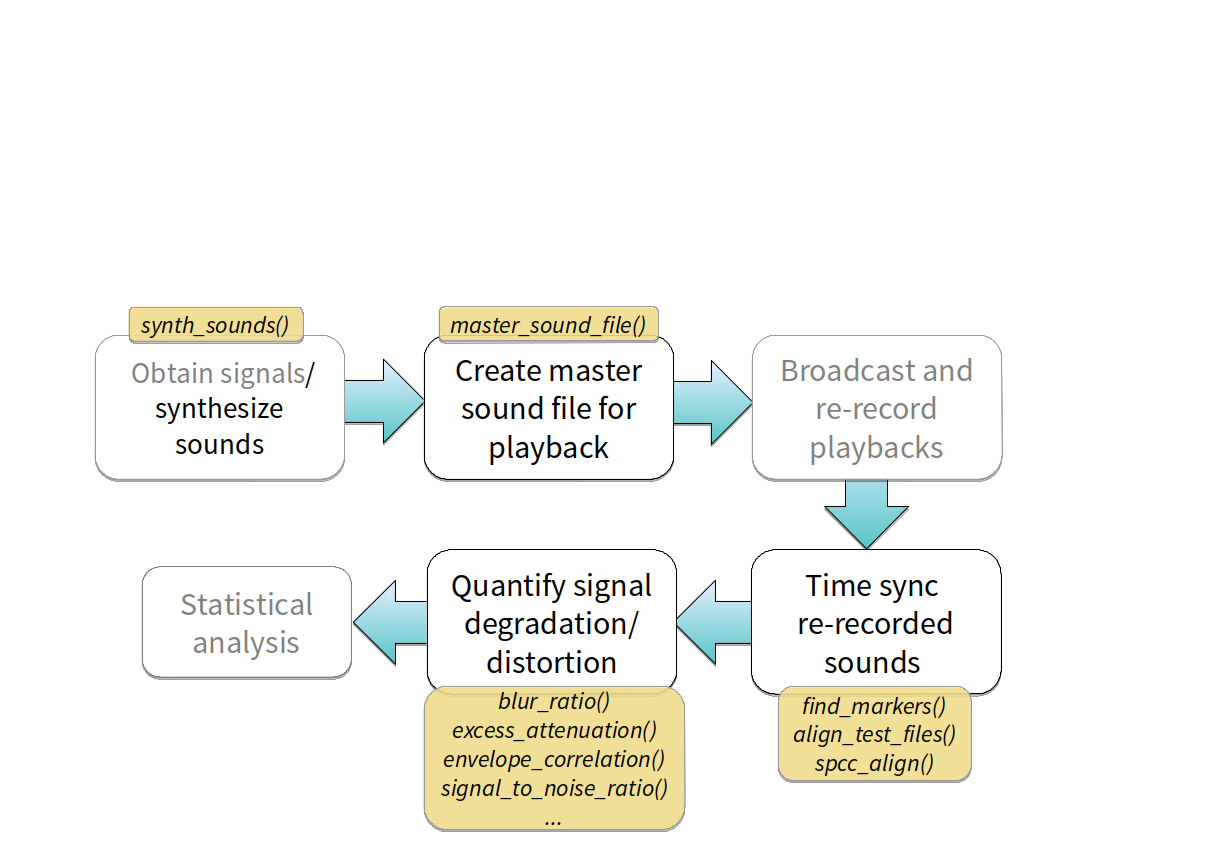 synth_sounds()
Obtain signals/
synthesize
sounds
master_sound_file()
Create master
sound file for
playback
Broadcast and
re-record
playbacks
Time sync
re-recorded
sounds
find_markers()
align_test_files()
spcc_align()
Quantify signal
degradation/
distortion
blur_ratio()
excess_attenuation()
envelope_correlation()
signal_to_noise_ratio()
...
Statistical
analysis